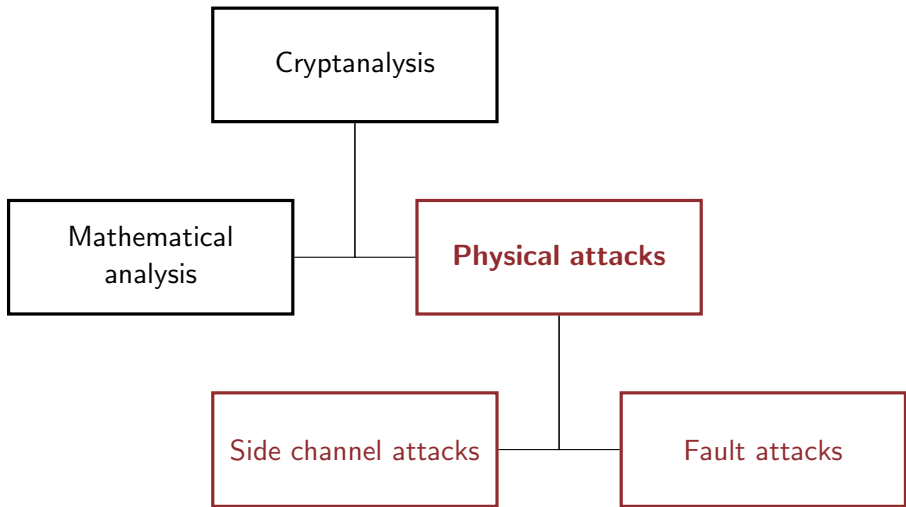 Cryptanalysis
Mathematical
analysis
Physical attacks
Side channel attacks
Fault attacks